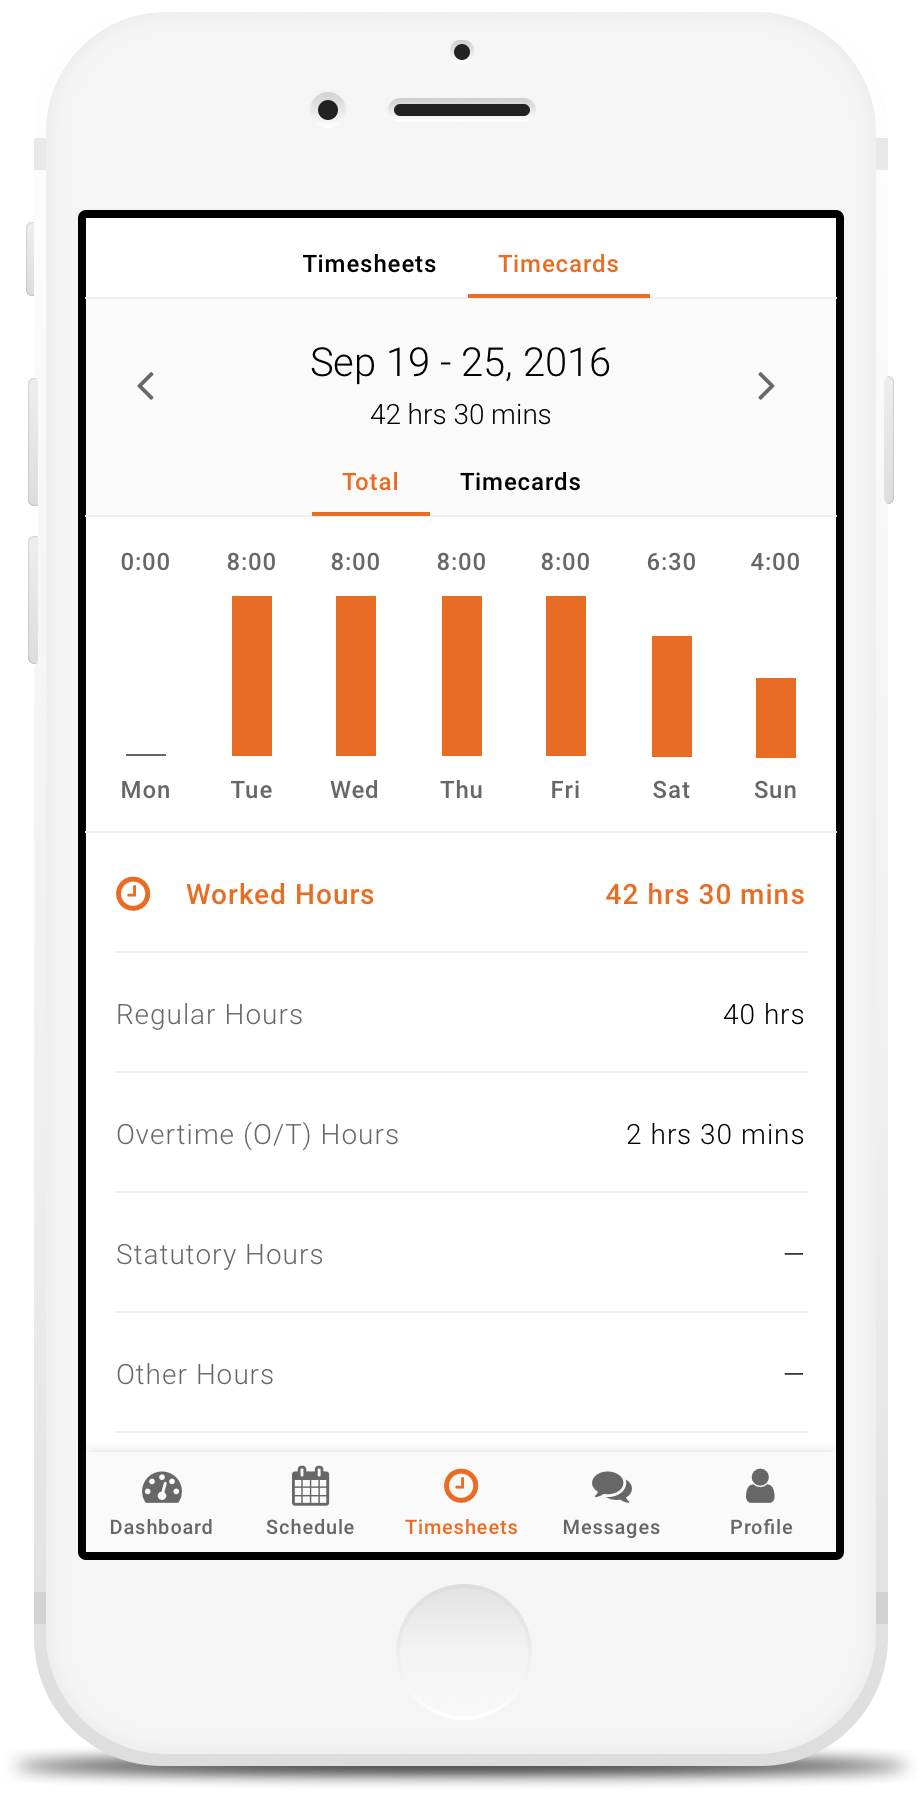 Timesheets Timecards
Sep 19 - 25, 2016
42 hrs 30 mins
Total Timecards
0:00 8:00 8:00 8:00 8:00 6:30 4:00
Mon Tue Wed Thu Fri Sat Sun
Worked Hours 42 hrs 30 mins
Regular Hours 40 hrs
Overtime (O/T) Hours 2 hrs 30 mins
Statutory Hours –
Other Hours –
Dashboard Schedule Timesheets Messages Profile